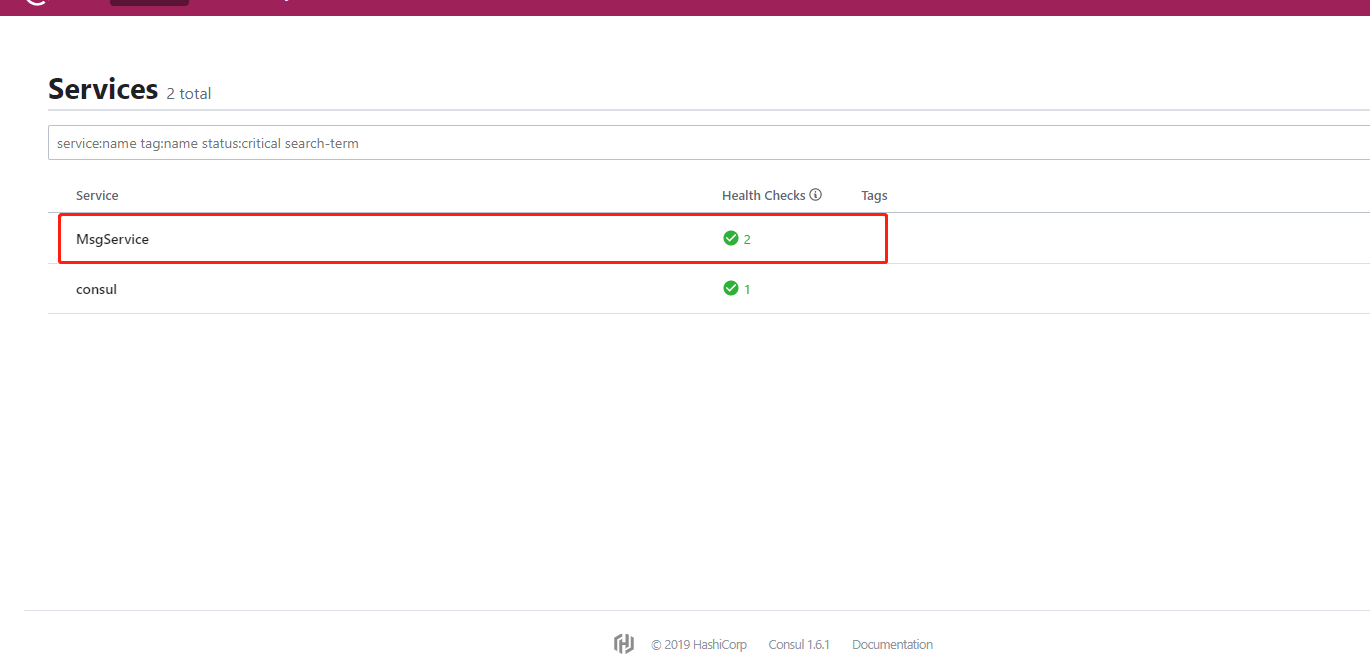 Services 2 total
service:name tag:name status:critical search-term
Service Health Checks Tags
MsgService 2
consul 1
© 2019 HashiCorp Consul 1.6.1 Documentation